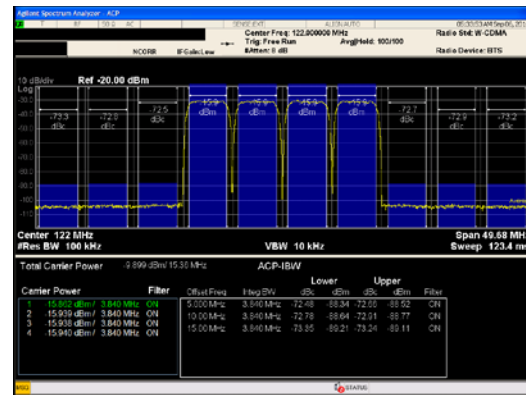 Agilent Spectrum Analyzer - ACP
SENSE:EXT ALIGN AUTO
Center Freq: 122.000000 MHz Radio Std: W-CDMA
Trig: Free Run Avg|Hold: 100/100
NCORR IFGain:Low #Atten: 8 dB Radio Device: BTS
10 dB/div Ref -20.00 dBm
Log
-73.3 dBc -72.8 dBc -72.5 dBc -15.9 dBm -15.9 dBm -15.9 dBm -15.9 dBm -72.7 dBc -72.9 dBc -73.2 dBc
Center 122 MHz Span 49.68 MHz
#Res BW 100 kHz VBW 10 kHz Sweep 123.4 ms
Total Carrier Power -9.899 dBm/ 15.36 MHz ACP-IBW
Lower Upper
Carrier Power Filter Offset Freq Integ BW dBc dBm dBc dBm Filter
1 dBm / 3.840 MHz ON 5.000 MHz 3.840 MHz -72.48 -88.34 -88.52 ON
2 -15.939 dBm / 3.840 MHz ON 10.00 MHz 3.840 MHz -72.78 -88.64 -72.91 -88.77 ON
3 -15.938 dBm / 3.840 MHz ON 15.00 MHz 3.840 MHz -73.35 -89.21 -73.24 -89.11 ON
4 -15.940 dBm / 3.840 MHz ON
MSG STATUS